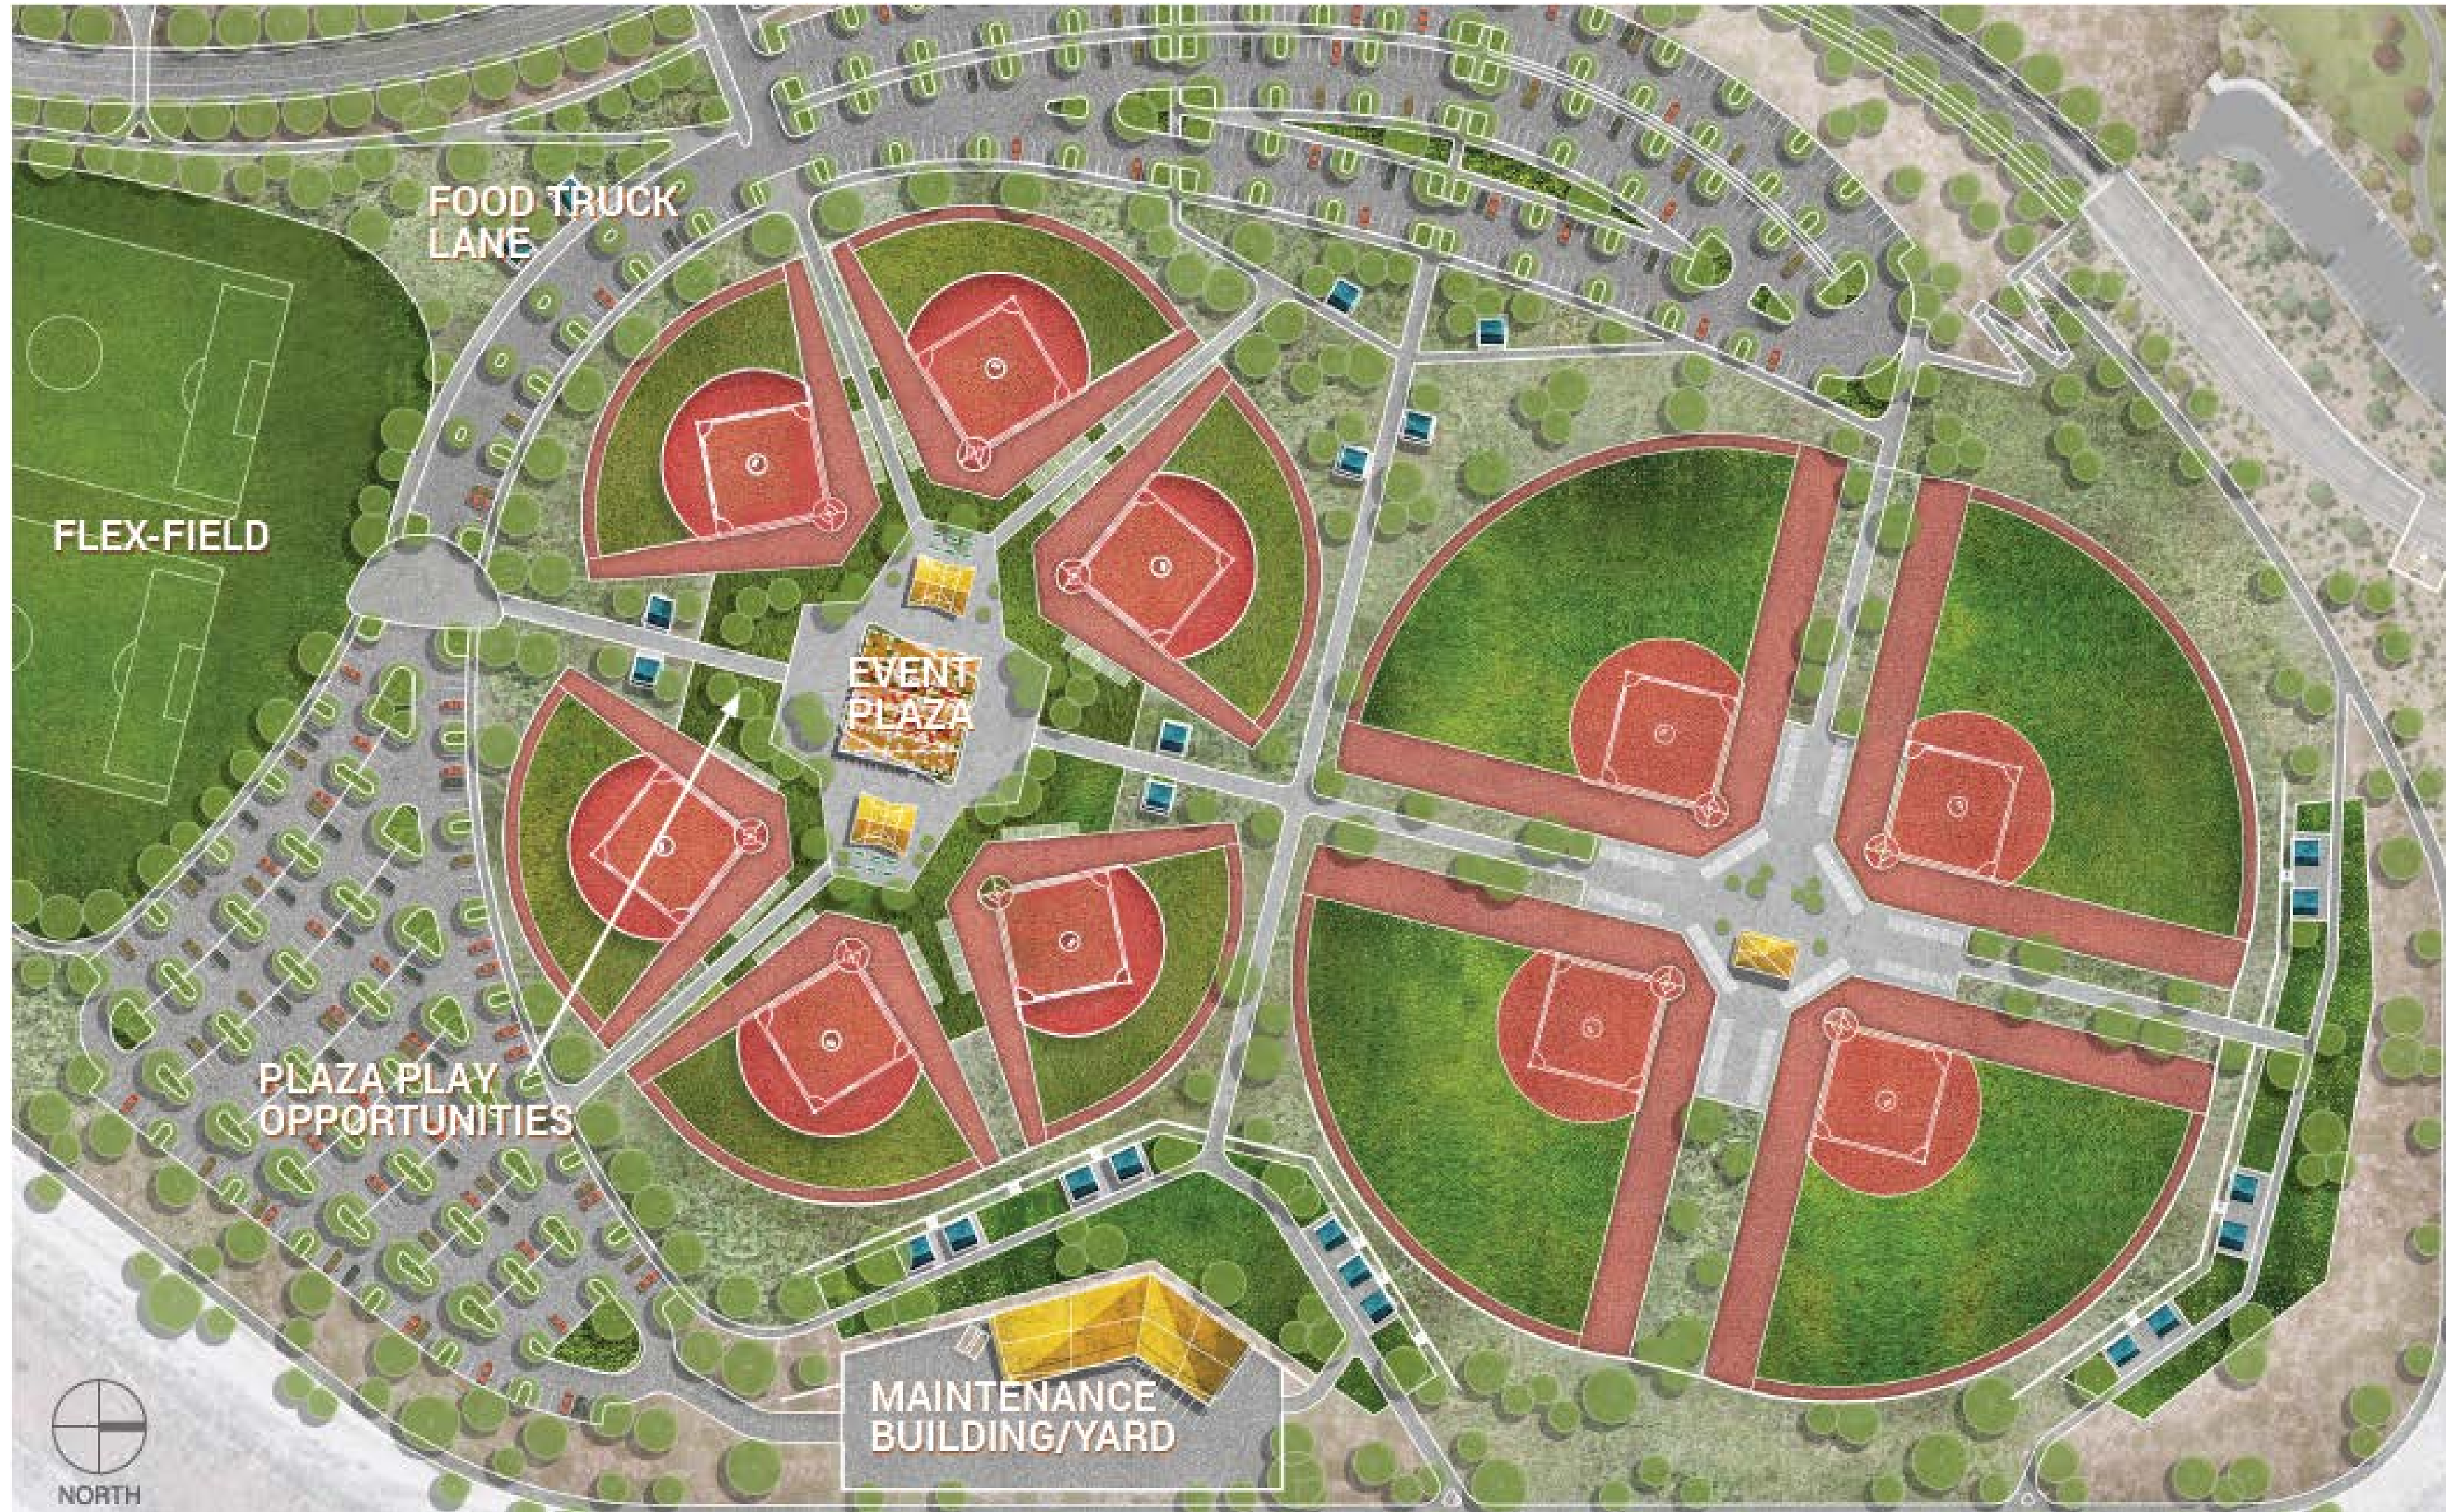 FOOD TRUCK
LANE
FLEX-FIELD
EVENT
PLAZA
PLAZA PLAY
OPPORTUNITIES
MAINTENANCE
BUILDING/YARD
NORTH